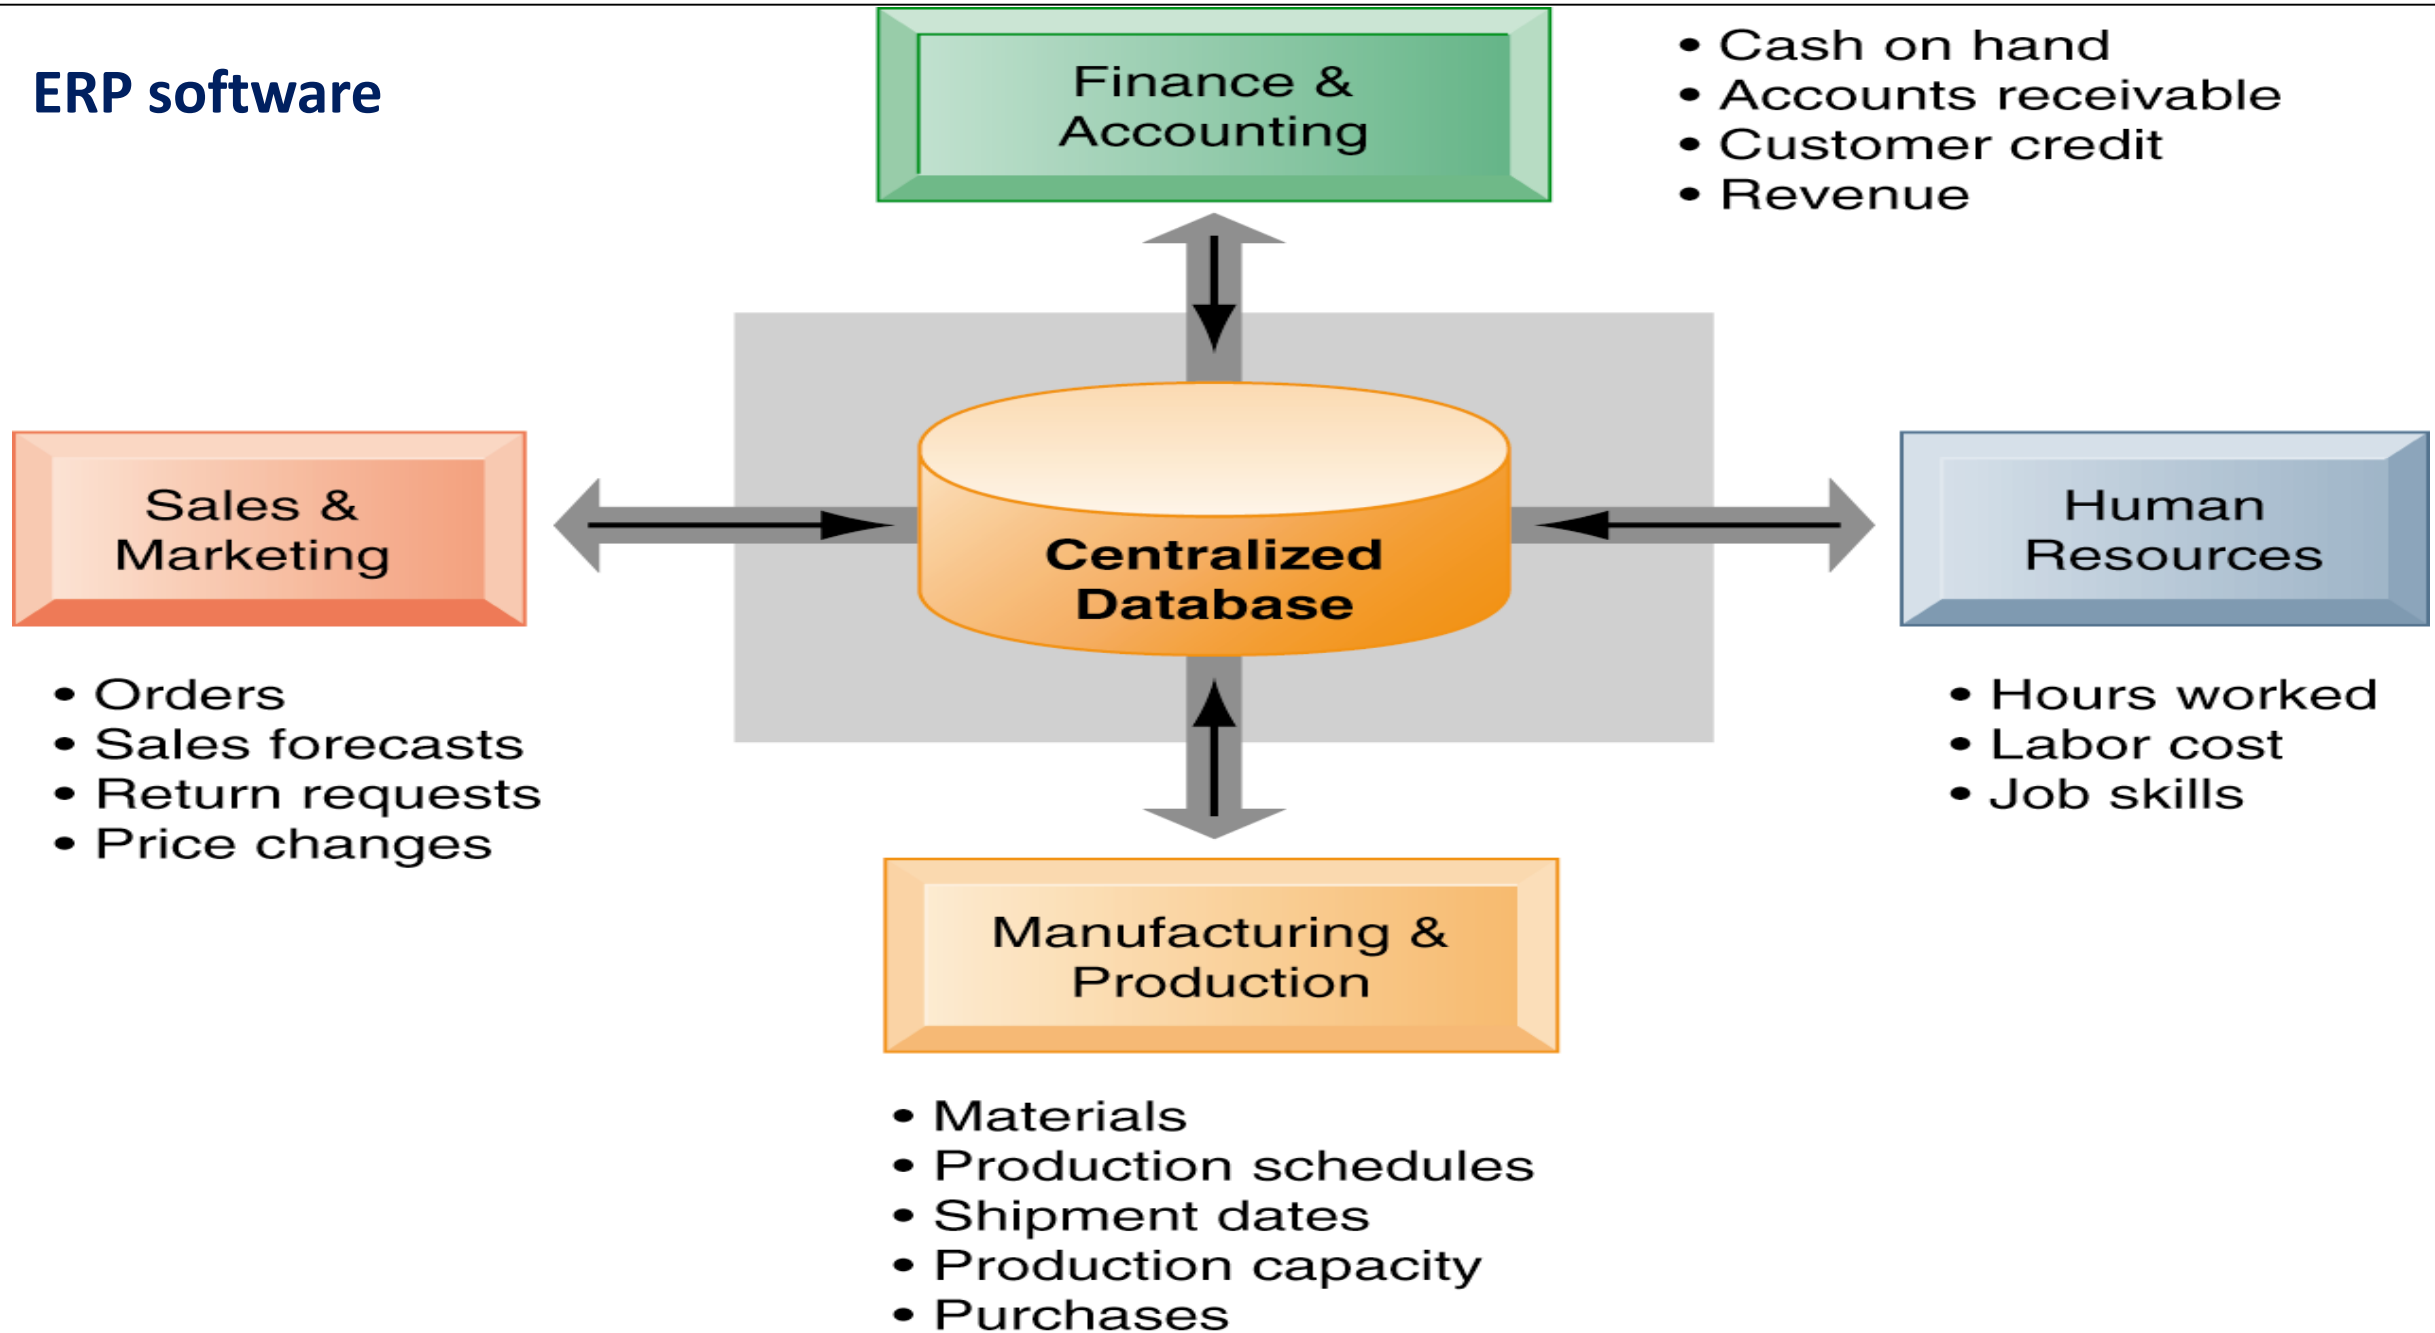 ERP software
Finance &
Accounting
• Cash on hand
• Accounts receivable
• Customer credit
• Revenue
Sales &
Marketing
• Orders
• Sales forecasts
• Return requests
• Price changes
Centralized
Database
Human
Resources
• Hours worked
• Labor cost
• Job skills
Manufacturing &
Production
• Materials
• Production schedules
• Shipment dates
• Production capacity
• Purchases